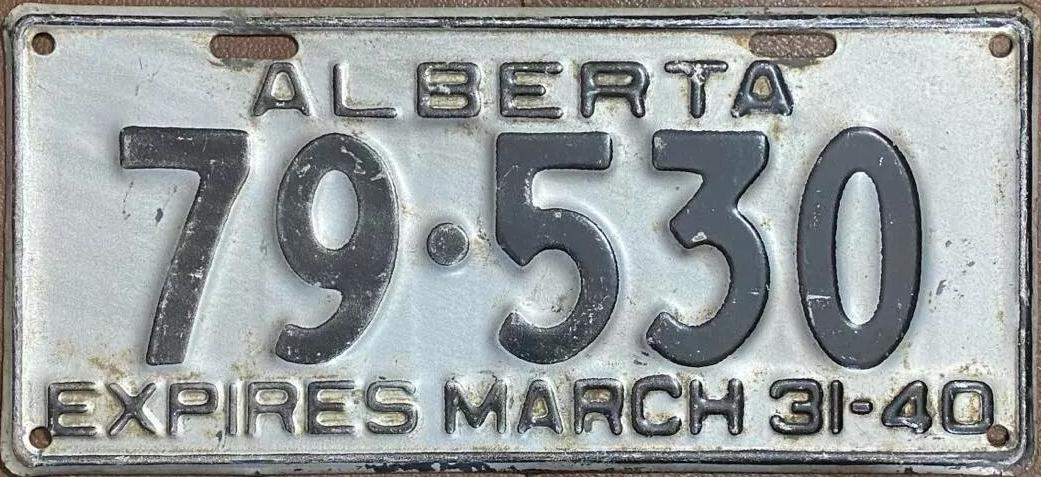 ALBERTA
79·530
EXPIRES MARCH 31-40